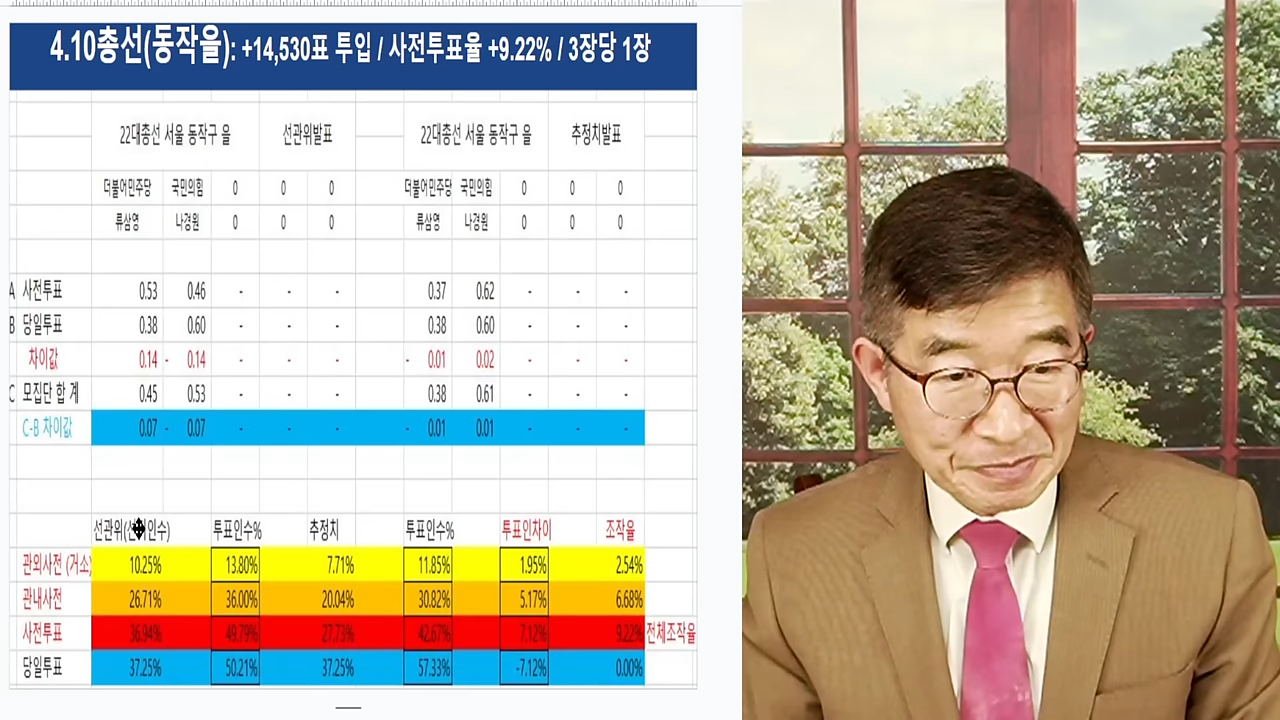 4.10총선(동작을): +14,530표 투입 / 사전투표율 +9.22% / 3장당 1장
22대총선 서울 동작구 을 선관위발표 22대총선 서울 동작구 을 추정치발표
더불어민주당 국민의힘 0 0 0 더불어민주당 국민의힘 0 0 0
류삼영 나경원 0 0 0 류삼영 나경원 0 0 0
A 사전투표 0.53 0.46 - - - 0.37 0.62 - - -
B 당일투표 0.38 0.60 - - - 0.38 0.60 - - -
차이값 0.14 - 0.14 - - - - 0.01 0.02 - - -
C 모집단 합 계 0.45 0.53 - - - 0.38 0.61 - - -
C-B 차이값 0.07 - 0.07 - - - - 0.01 0.01 - - -
투표인수% 추정치 투표인수% 투표인차이 조작율
관외사전 (거소) 10.25% 13.80% 7.71% 11.85% 1.95% 2.54%
관내사전 26.71% 36.00% 20.04% 30.82% 5.17% 6.68%
사전투표 36.94% 49.79% 27.73% 42.67% 7.12% 9.22% 전체조작율
당일투표 37.25% 50.21% 37.25% 57.33% -7.12% 0.00%